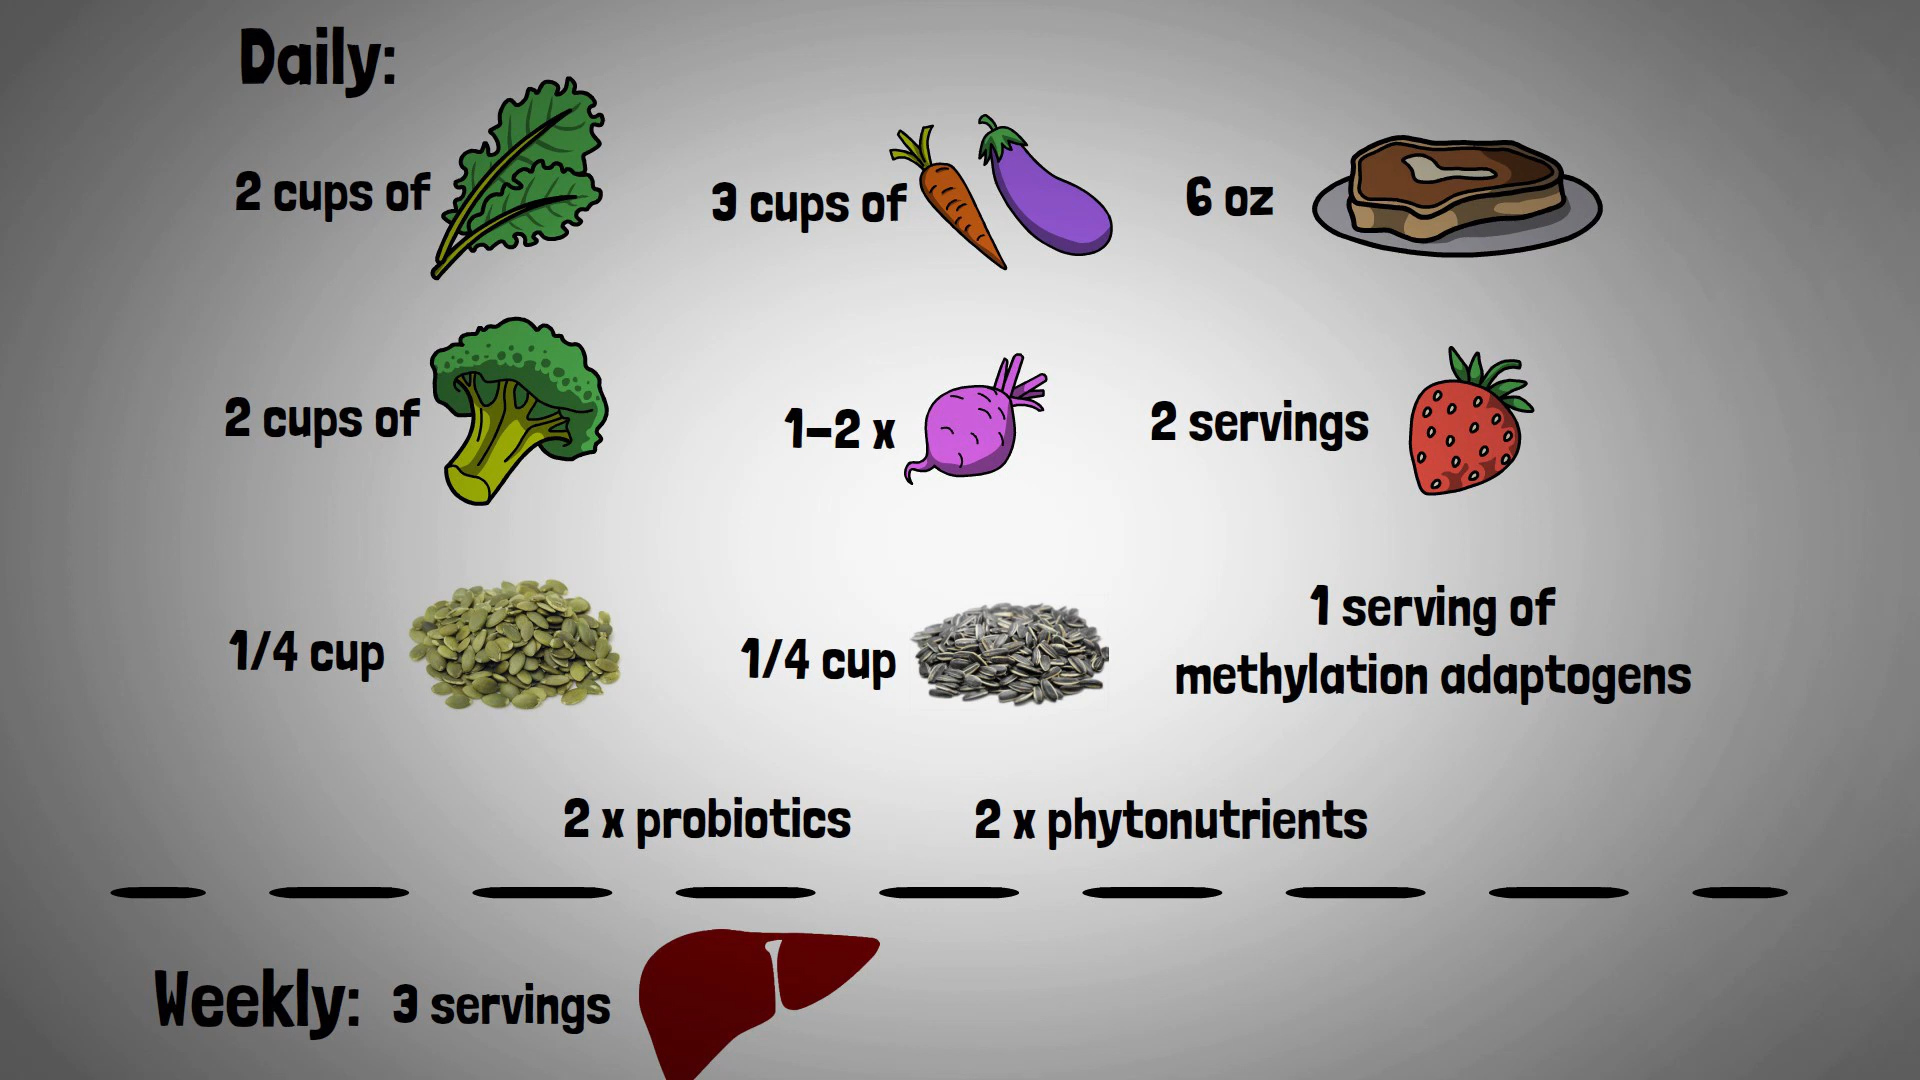 Daily:
2 cups of
3 cups of
6 oz
2 cups of
1-2 x
2 servings
1/4 cup
1/4 cup
1 serving of
methylation adaptogens
2 x probiotics
2 x phytonutrients
Weekly:
3 servings